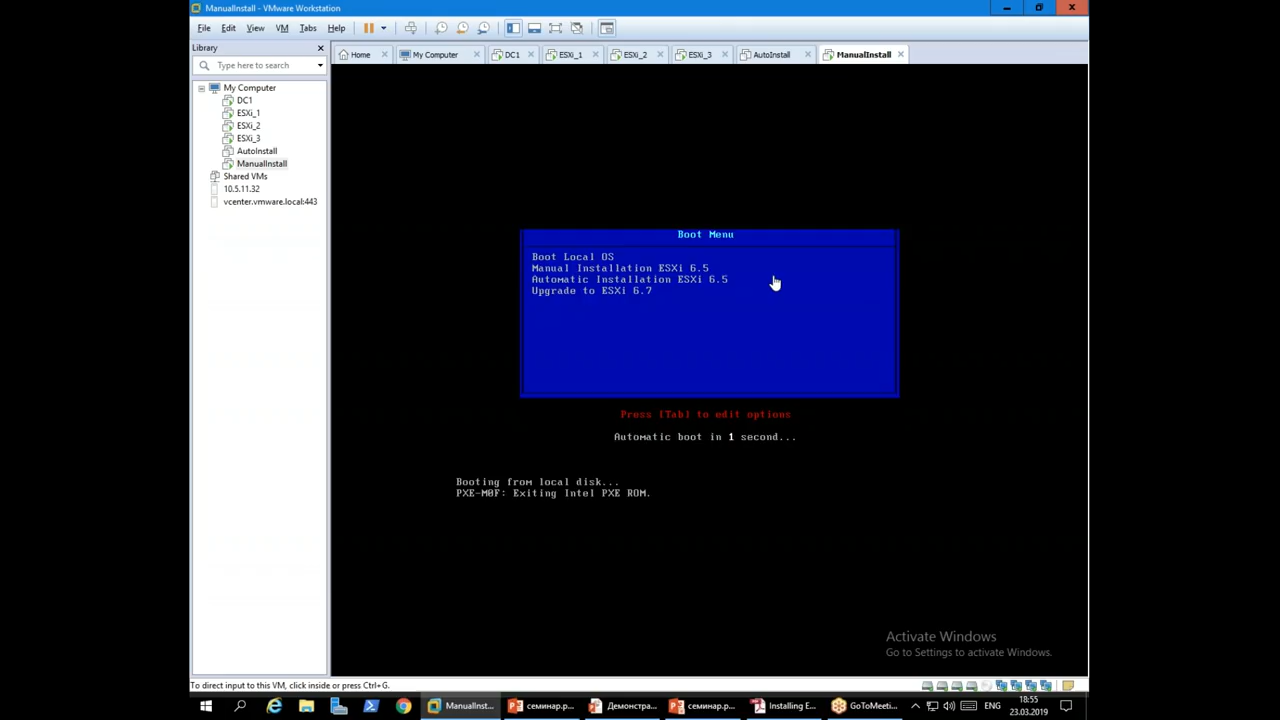 ManualInstall - VMware Workstation
File Edit View VM Tabs Help
Library
Type here to search
My Computer
DC1
ESXi_1
ESXi_2
ESXi_3
AutoInstall
ManualInstall
Shared VMs
10.5.11.32
vcenter.vmware.local:443
Home My Computer DC1 ESXi_1 ESXi_2 ESXi_3 AutoInstall ManualInstall
Boot Menu
Boot Local OS
Manual Installation ESXi 6.5
Automatic Installation ESXi 6.5
Upgrade to ESXi 6.7
Press [Tab] to edit options
Automatic boot in 1 second...
Booting from local disk...
PXE-M0F: Exiting Intel PXE ROM.
Activate Windows
Go to Settings to activate Windows.
To direct input to this VM, click inside or press Ctrl+G.
ManualInst... семинар.p... Демонстра... семинар.p... Installing E... GoToMeeti... ENG 18:55
23.03.2019